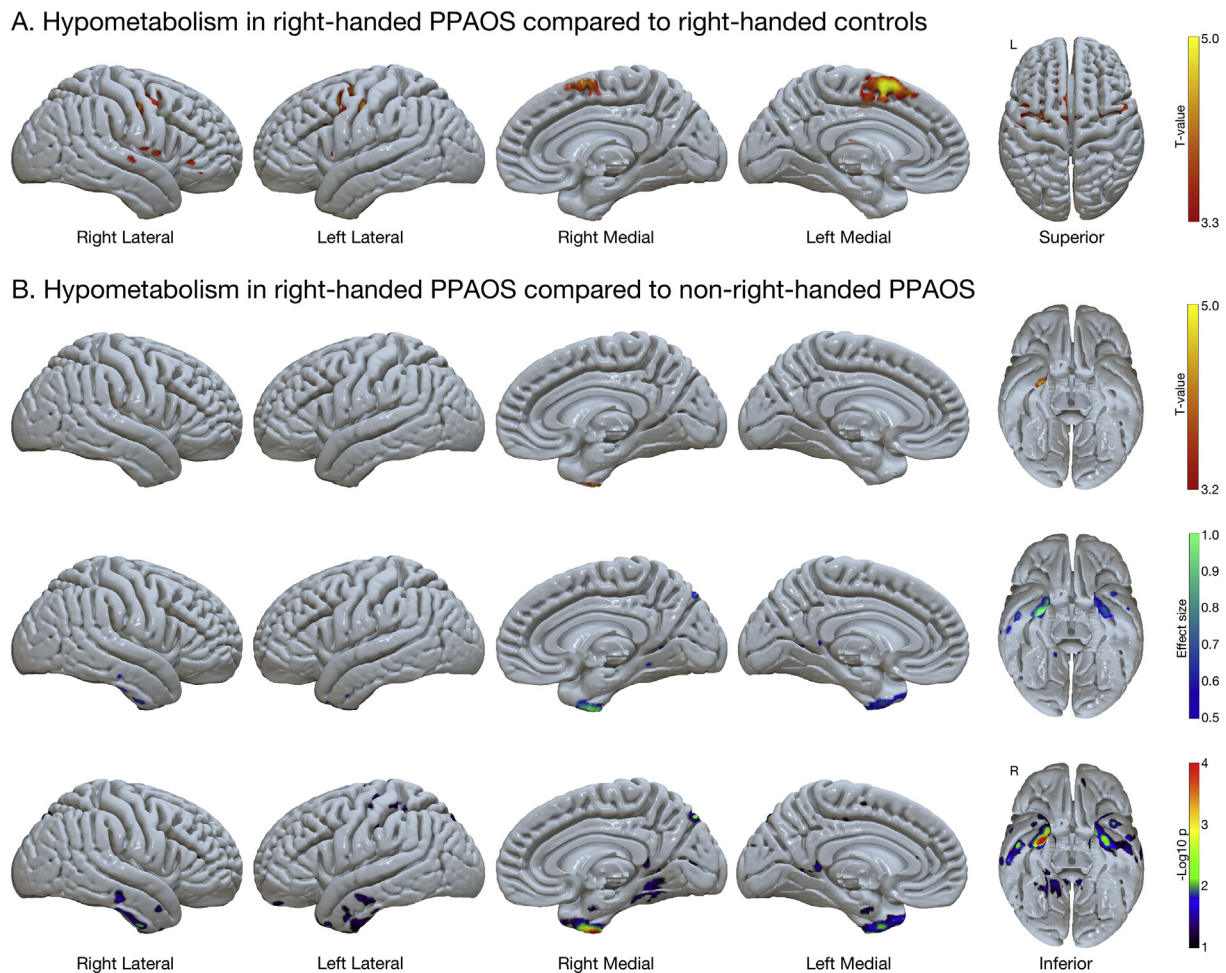 A. Hypometabolism in right-handed PPAOS compared to right-handed controls
L
5.0
T-value
3.3
Right Lateral
Left Lateral
Right Medial
Left Medial
Superior
B. Hypometabolism in right-handed PPAOS compared to non-right-handed PPAOS
5.0
T-value
3.2
1.0
0.9
0.8
0.7
0.6
0.5
Effect size
R
4
3
2
1
-Log10 p
Right Lateral
Left Lateral
Right Medial
Left Medial
Inferior